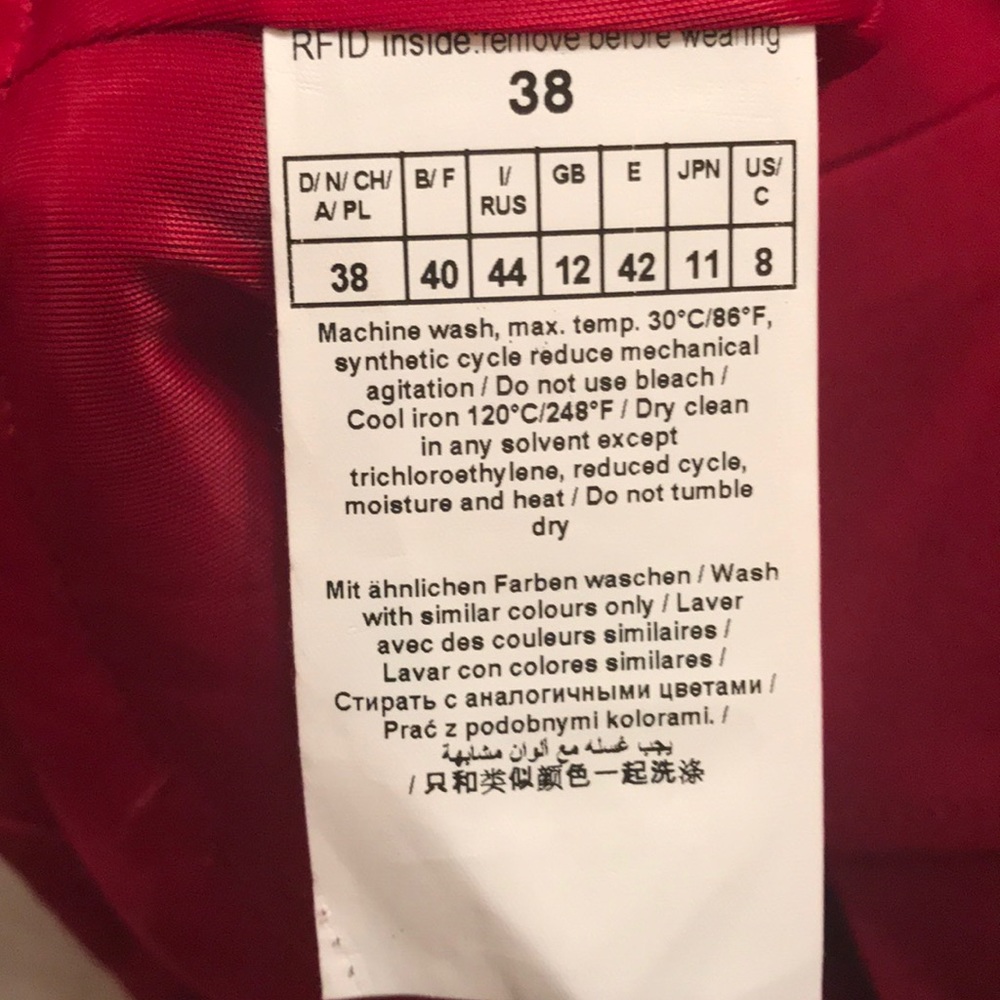 RFID inside:remove before wearing
38
D/ N/ CH/ A/ PL B/ F I/ RUS GB E JPN US/ C
38 40 44 12 42 11 8
Machine wash, max. temp. 30°C/86°F,
synthetic cycle reduce mechanical
agitation / Do not use bleach /
Cool iron 120°C/248°F / Dry clean
in any solvent except
trichloroethylene, reduced cycle,
moisture and heat / Do not tumble
dry
Mit ähnlichen Farben waschen / Wash
with similar colours only / Laver
avec des couleurs similaires /
Lavar con colores similares /
Стирать с аналогичными цветами /
Prać z podobnymi kolorami. /
يجب غسله مع ألوان مشابهة
/ 只和类似颜色一起洗涤